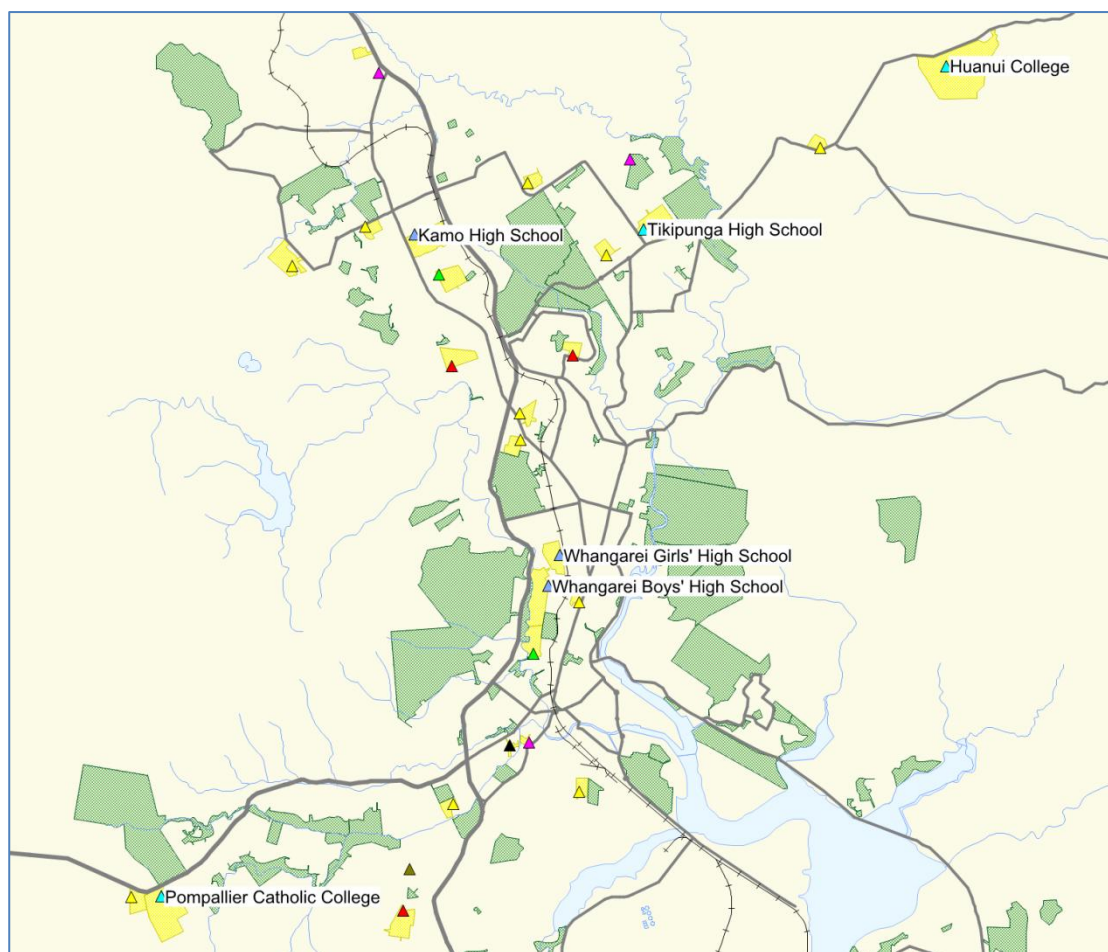 Huanui College
Kamo High School
Tikipunga High School
Whangarei Girls' High School
Whangarei Boys' High School
Pompallier Catholic College